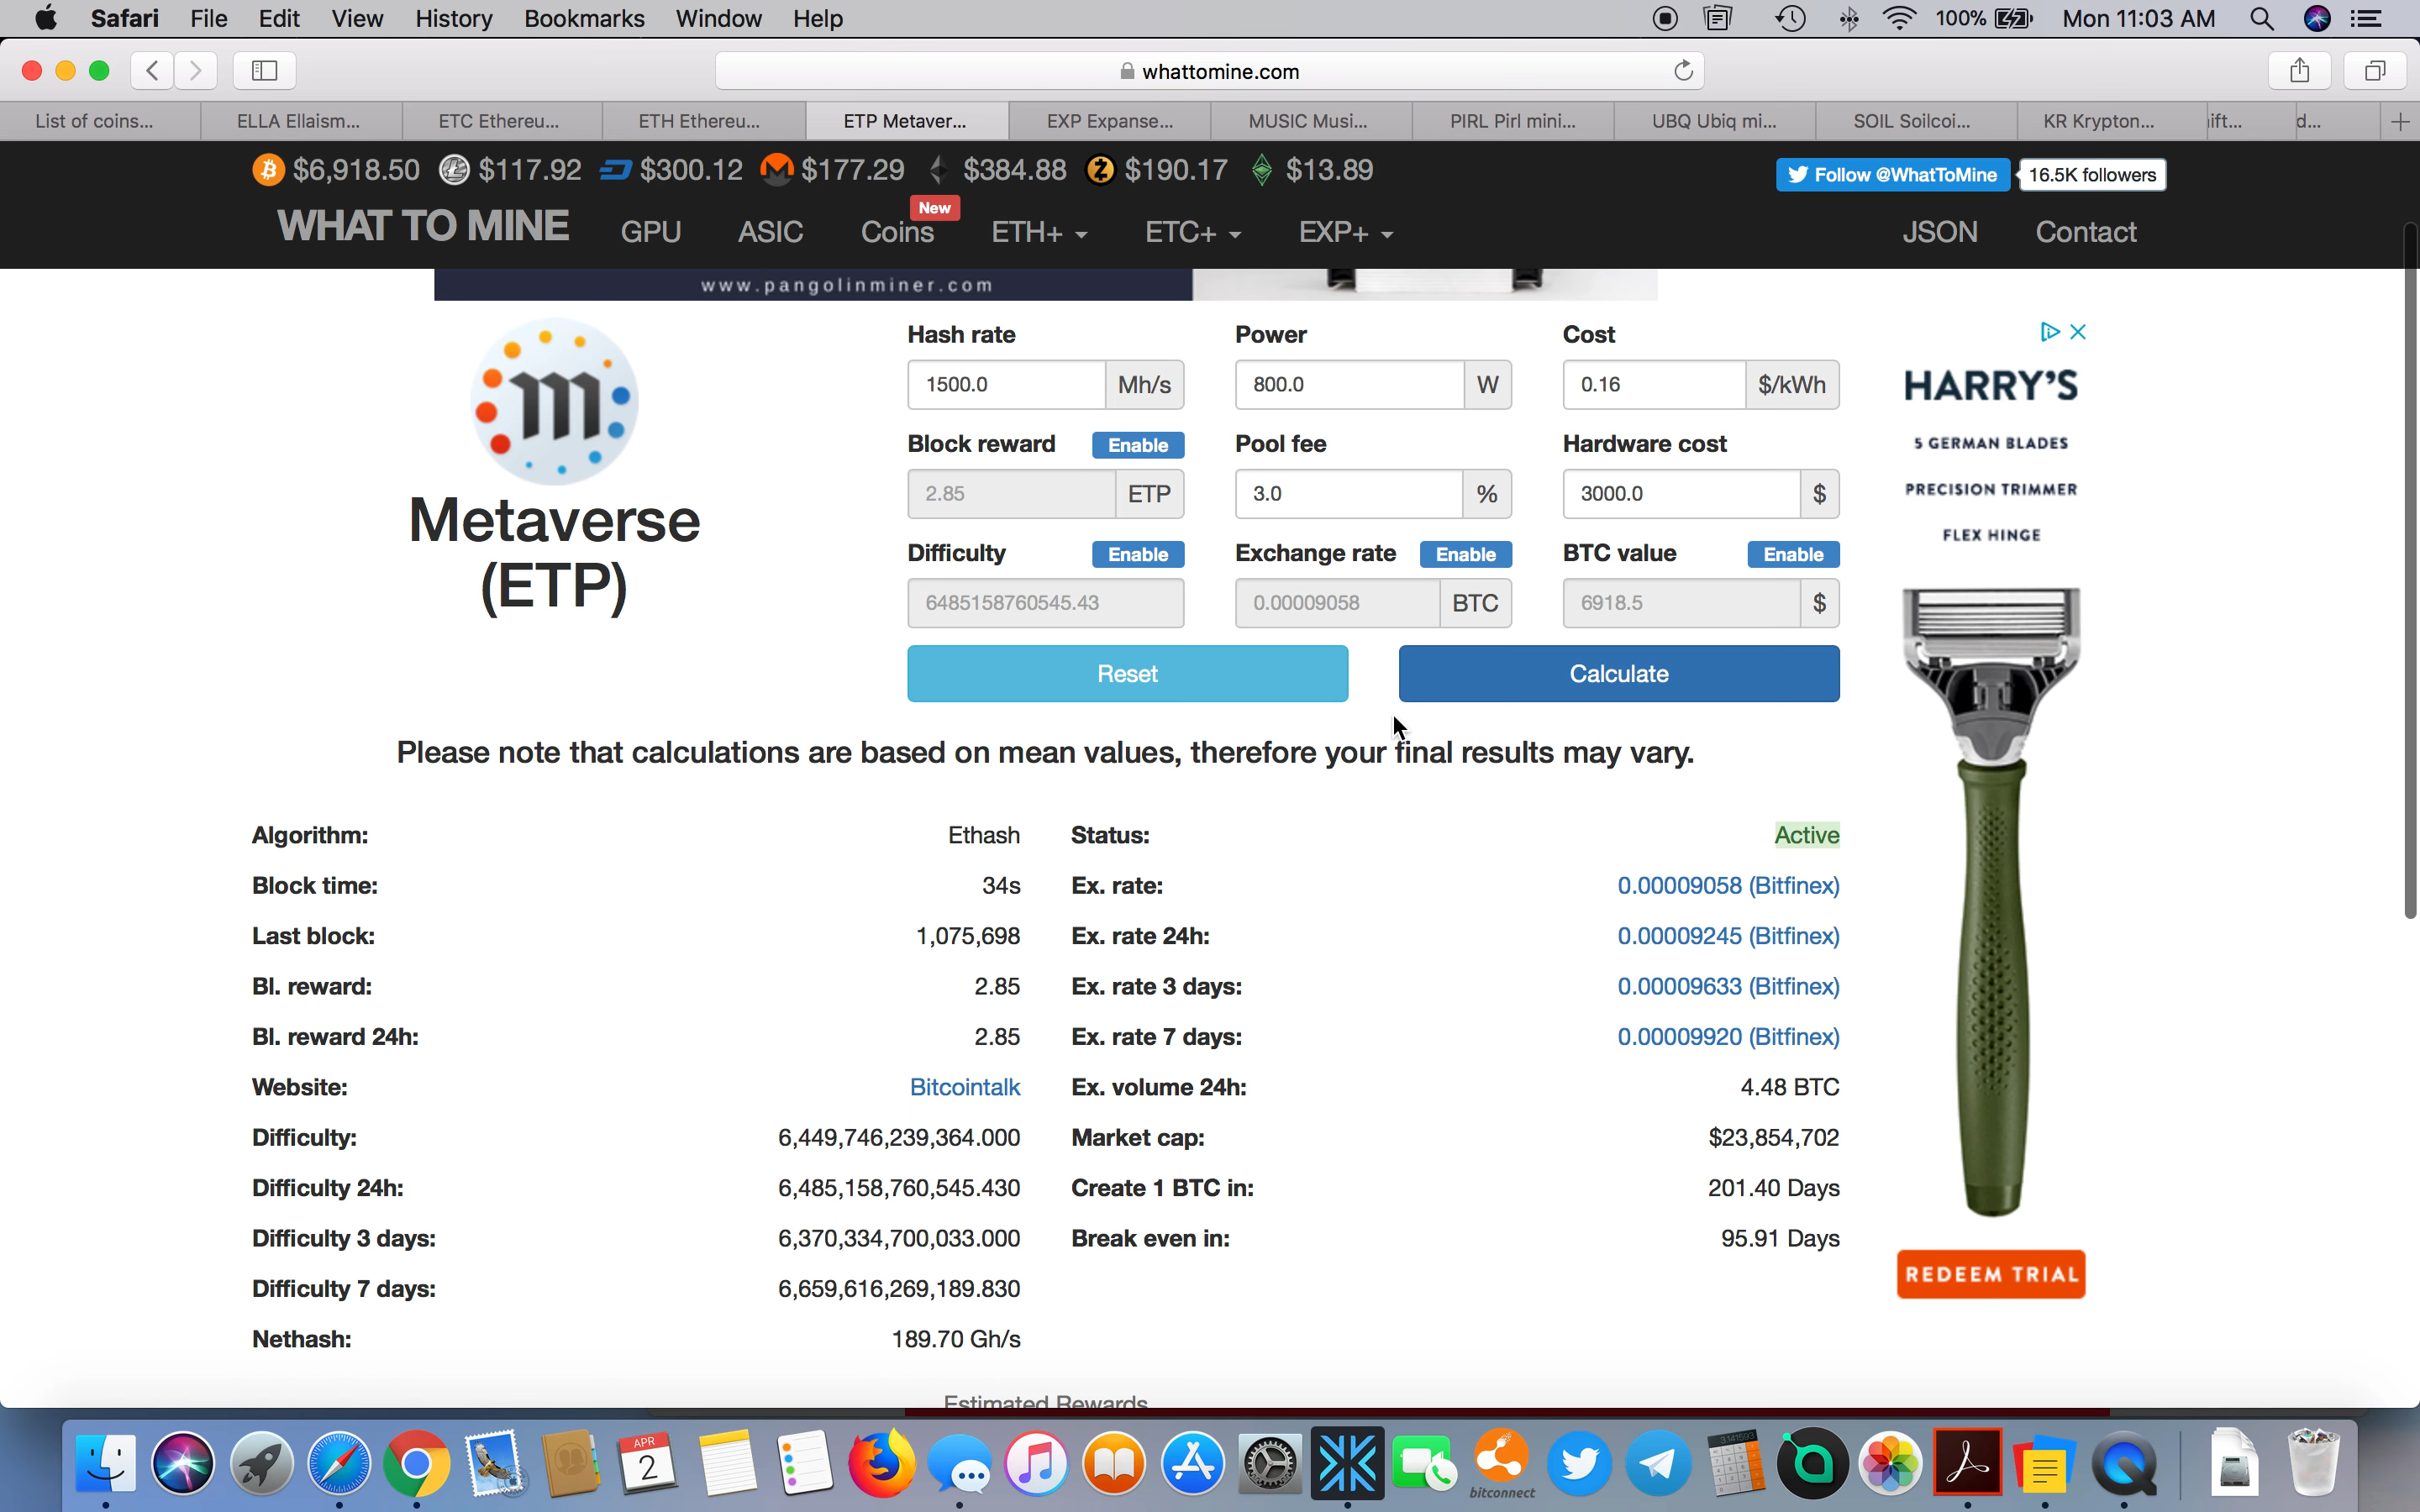 Safari File Edit View History Bookmarks Window Help 100% Mon 11:03 AM
whattomine.com
List of coins... ELLA Ellaism... ETC Ethereu... ETH Ethereu... ETP Metaver... EXP Expanse... MUSIC Musi... PIRL Pirl mini... UBQ Ubiq mi... SOIL Soilcoi... KR Krypton... ift... d...
$6,918.50 $117.92 $300.12 $177.29 $384.88 $190.17 $13.89 Follow @WhatToMine 16.5K followers
New
WHAT TO MINE GPU ASIC Coins ETH+ ETC+ EXP+ JSON Contact
www.pangolinminer.com
Hash rate Power Cost
1500.0 Mh/s 800.0 W 0.16 $/kWh
Block reward Enable Pool fee Hardware cost
2.85 ETP 3.0 % 3000.0 $
Difficulty Enable Exchange rate Enable BTC value Enable
6485158760545.43 0.00009058 BTC 6918.5 $
Reset Calculate
Metaverse
(ETP)
HARRY'S
5 GERMAN BLADES
PRECISION TRIMMER
FLEX HINGE
REDEEM TRIAL
Please note that calculations are based on mean values, therefore your final results may vary.
Algorithm: Ethash Status: Active
Block time: 34s Ex. rate: 0.00009058 (Bitfinex)
Last block: 1,075,698 Ex. rate 24h: 0.00009245 (Bitfinex)
Bl. reward: 2.85 Ex. rate 3 days: 0.00009633 (Bitfinex)
Bl. reward 24h: 2.85 Ex. rate 7 days: 0.00009920 (Bitfinex)
Website: Bitcointalk Ex. volume 24h: 4.48 BTC
Difficulty: 6,449,746,239,364.000 Market cap: $23,854,702
Difficulty 24h: 6,485,158,760,545.430 Create 1 BTC in: 201.40 Days
Difficulty 3 days: 6,370,334,700,033.000 Break even in: 95.91 Days
Difficulty 7 days: 6,659,616,269,189.830
Nethash: 189.70 Gh/s
Estimated Rewards
APR
2
3.141593
bitconnect